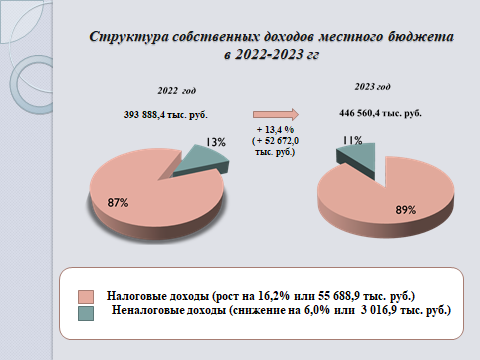 Структура собственных доходов местного бюджета
в 2022-2023 гг
2022 год
2023 год
393 888,4 тыс. руб.
446 560,4 тыс. руб.
+ 13,4 %
( + 52 672,0
тыс. руб.)
13%
87%
11%
89%
Налоговые доходы (рост на 16,2% или 55 688,9 тыс. руб.)
Неналоговые доходы (снижение на 6,0% или 3 016,9 тыс. руб.)